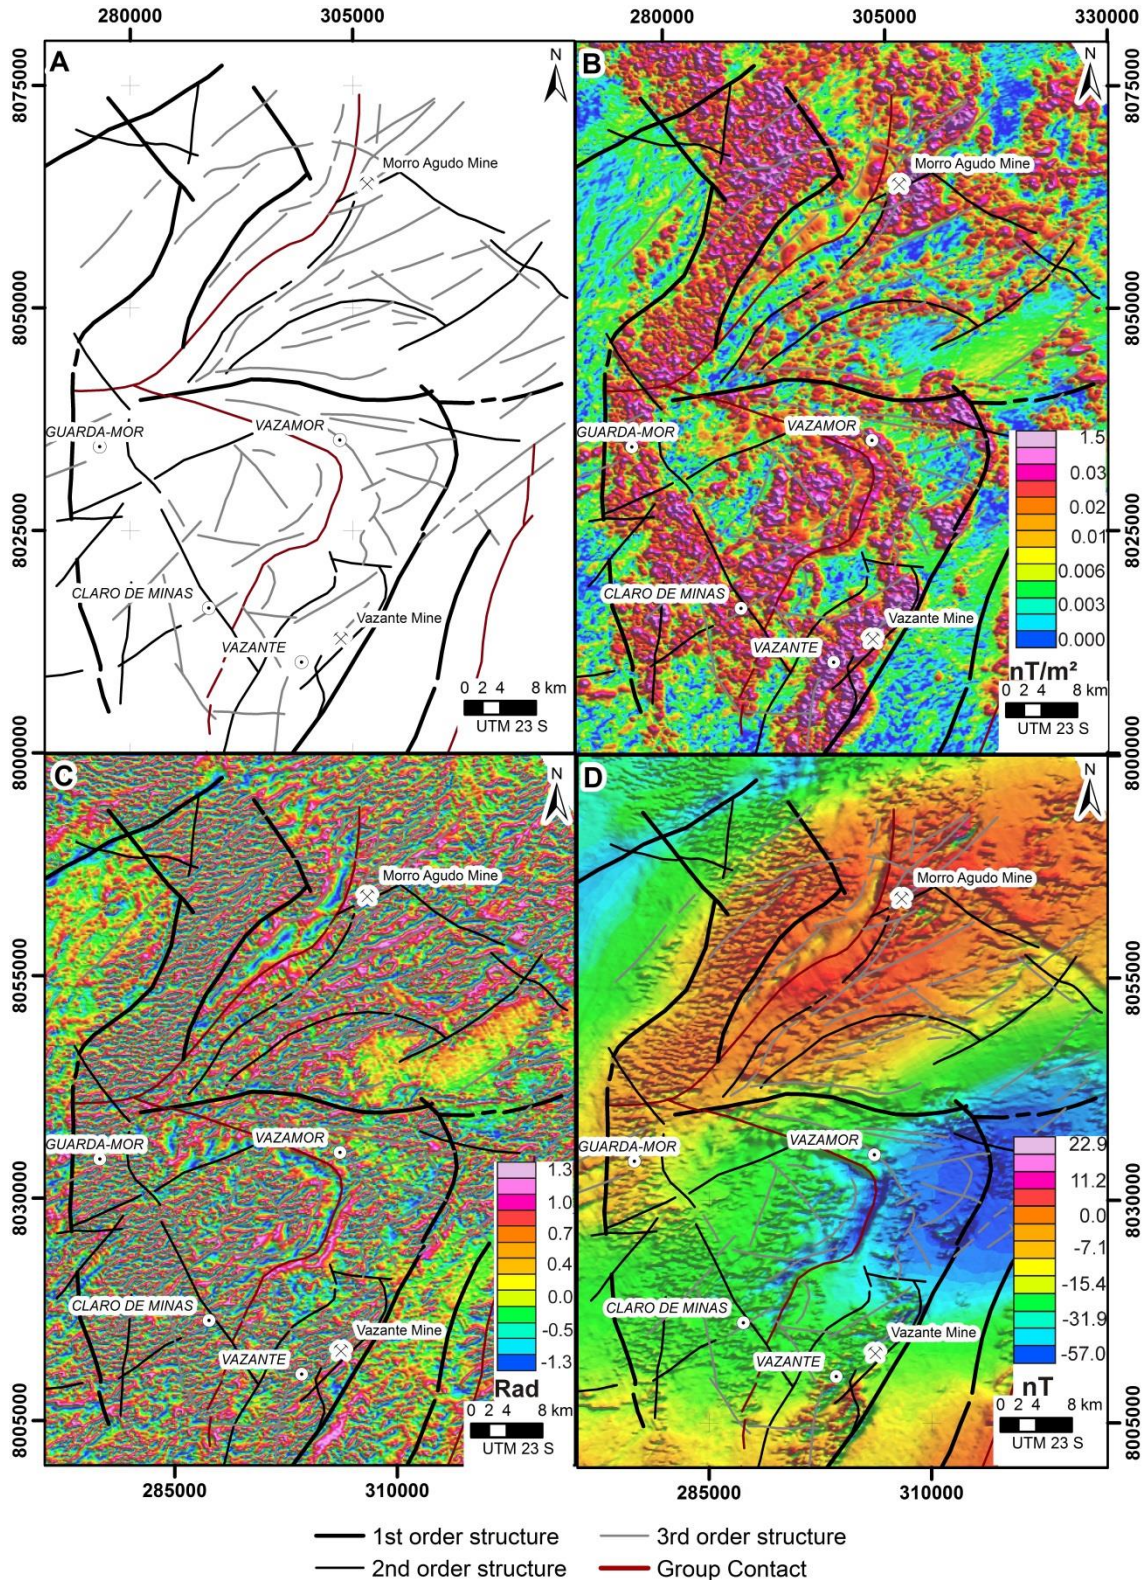 280000 305000 280000 305000 330000
A N B N
8075000 8075000
Morro Agudo Mine Morro Agudo Mine
8050000 8050000
VAZAMOR VAZAMOR
GUARDA-MOR GUARDA-MOR
1.5
0.03
0.02
0.01
0.006
0.003
0.000
nT/m²
8025000 8025000
CLARO DE MINAS CLARO DE MINAS
Vazante Mine Vazante Mine
VAZANTE VAZANTE
0 2 4 8 km 0 2 4 8 km
UTM 23 S UTM 23 S
8000000 8000000
C N D N
Morro Agudo Mine Morro Agudo Mine
8055000 8055000
VAZAMOR VAZAMOR
GUARDA-MOR GUARDA-MOR
1.3 22.9
1.0 11.2
0.7 0.0
0.4 -7.1
0.0 -15.4
-0.5 -31.9
-1.3 -57.0
Rad nT
8030000 8030000
CLARO DE MINAS CLARO DE MINAS
Vazante Mine Vazante Mine
VAZANTE VAZANTE
0 2 4 8 km 0 2 4 8 km
UTM 23 S UTM 23 S
8005000 8005000
285000 310000 285000 310000
1st order structure 3rd order structure
2nd order structure Group Contact